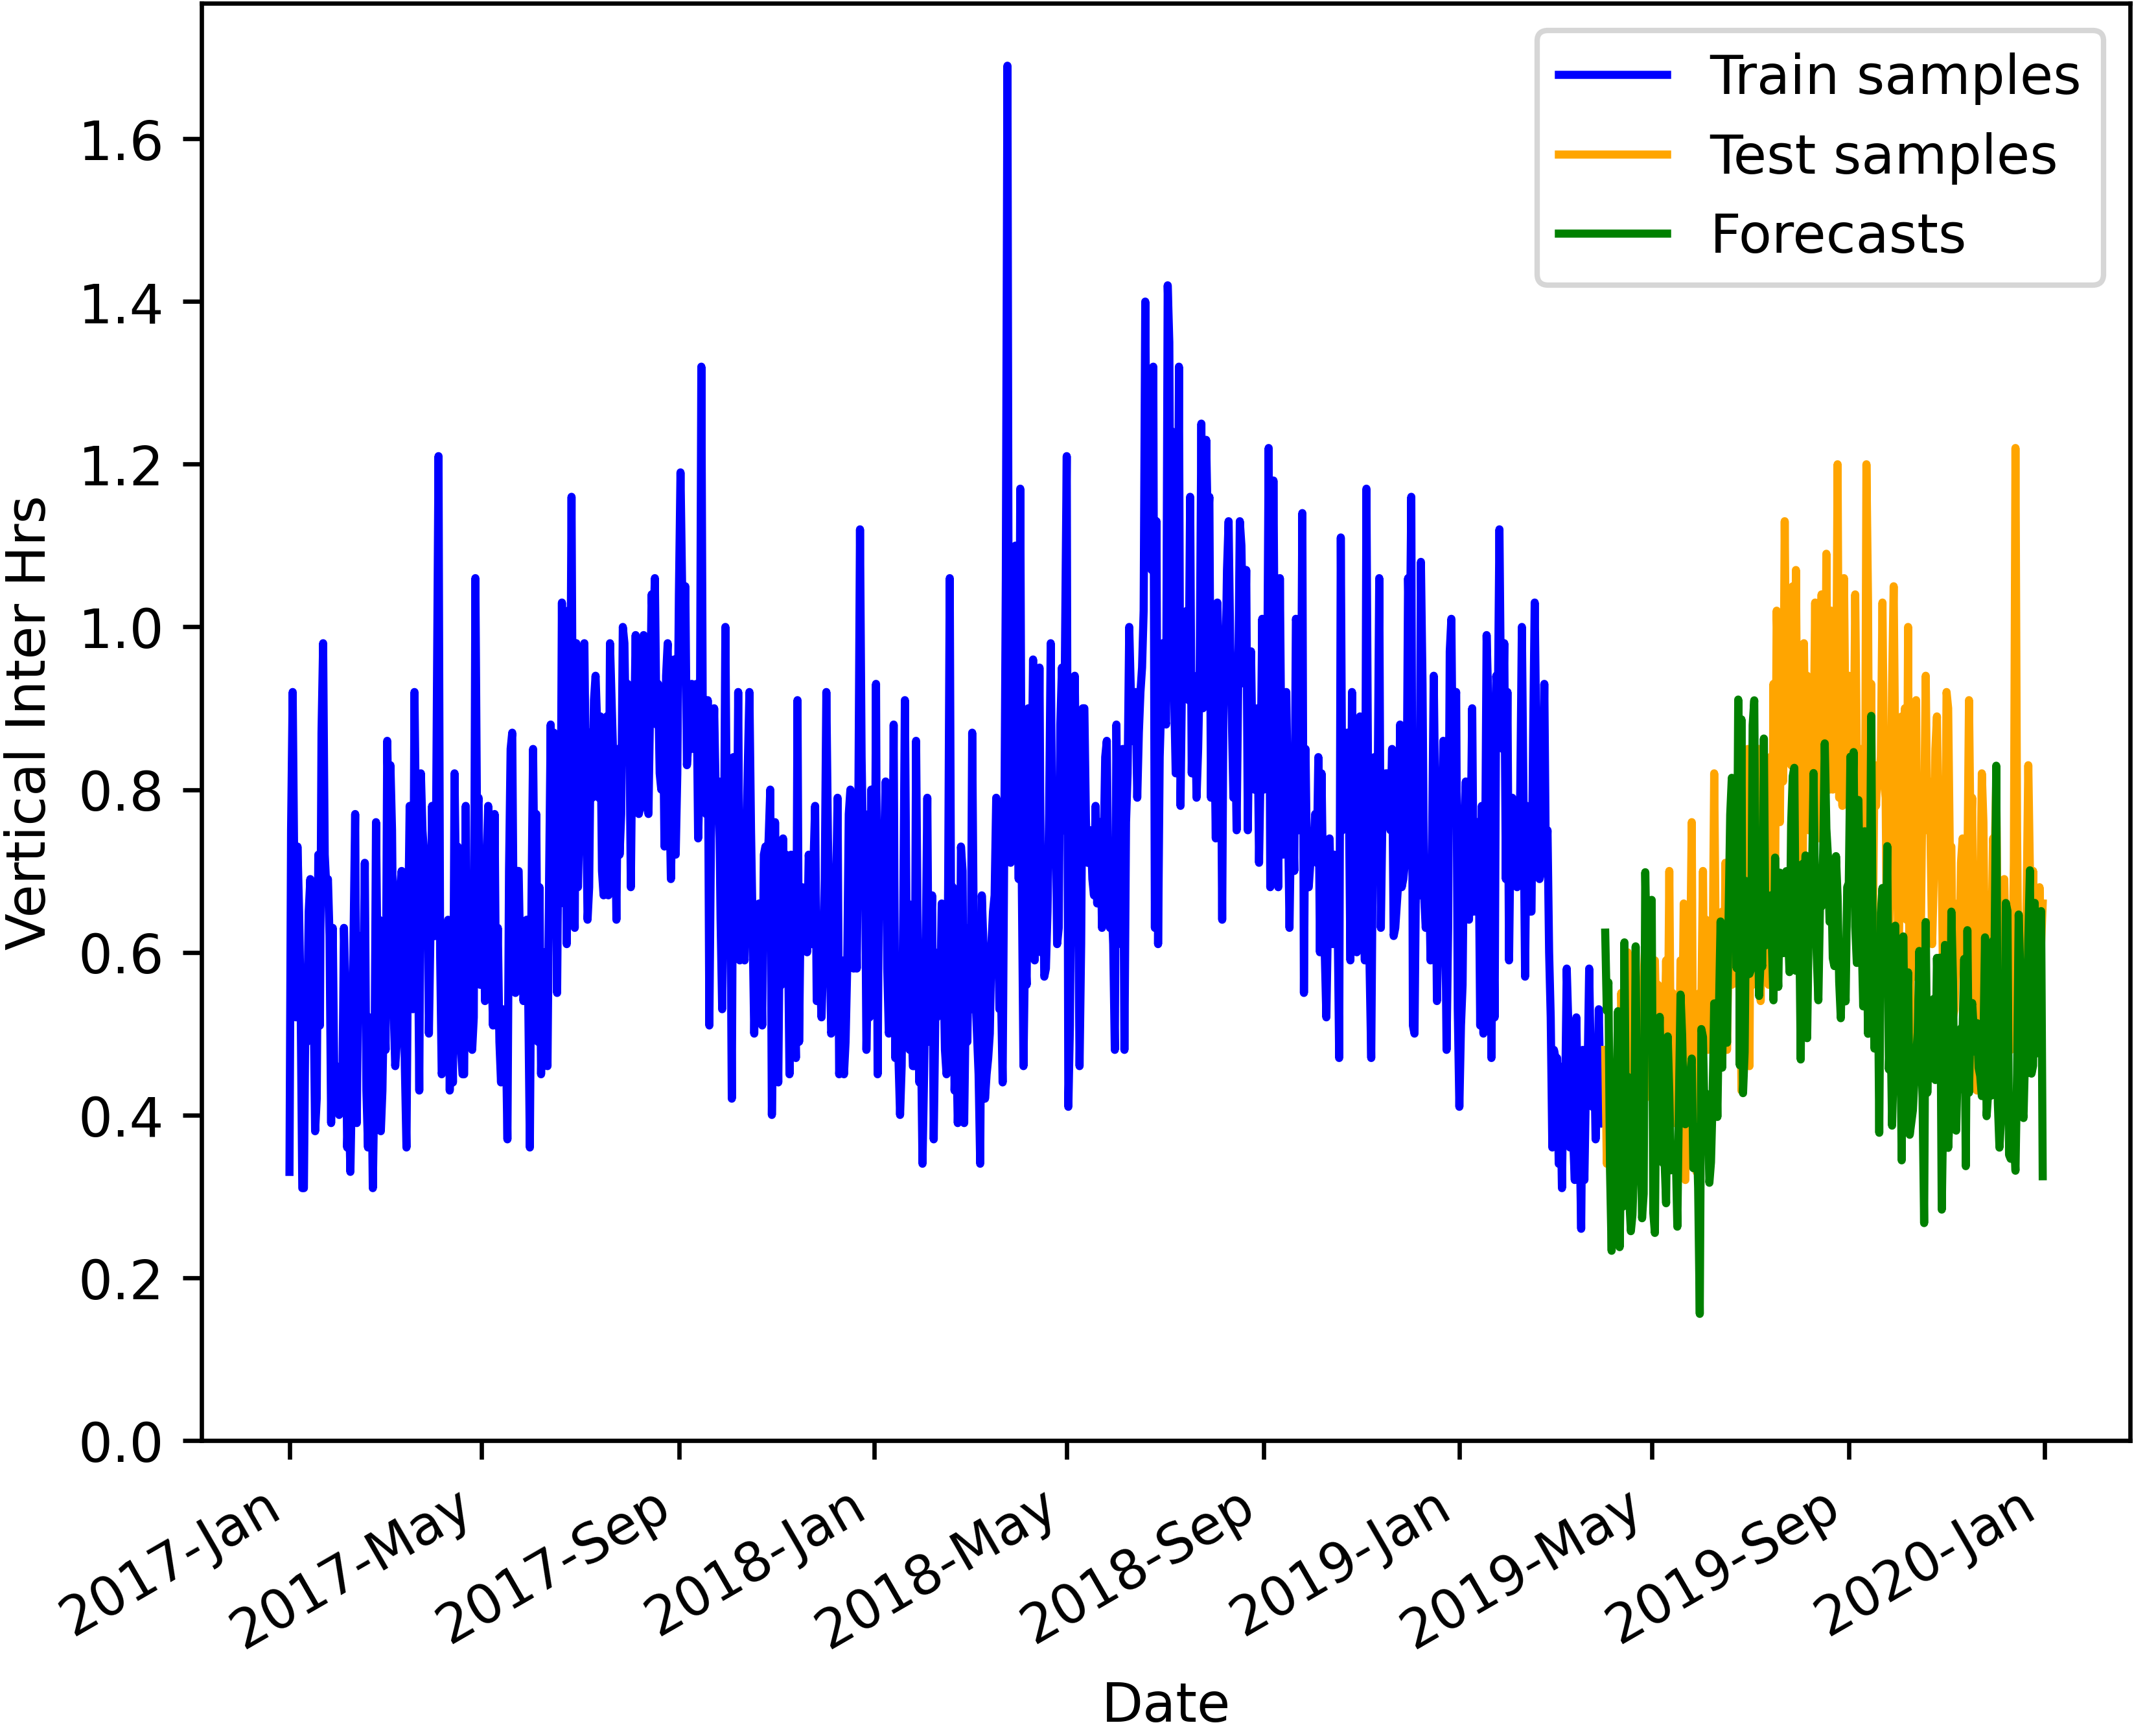 Train samples
Test samples
Forecasts
Vertical Inter Hrs
1.6
1.4
1.2
1.0
0.8
0.6
0.4
0.2
0.0
2017-Jan
2017-May
2017-Sep
2018-Jan
2018-May
2018-Sep
2019-Jan
2019-May
2019-Sep
2020-Jan
Date